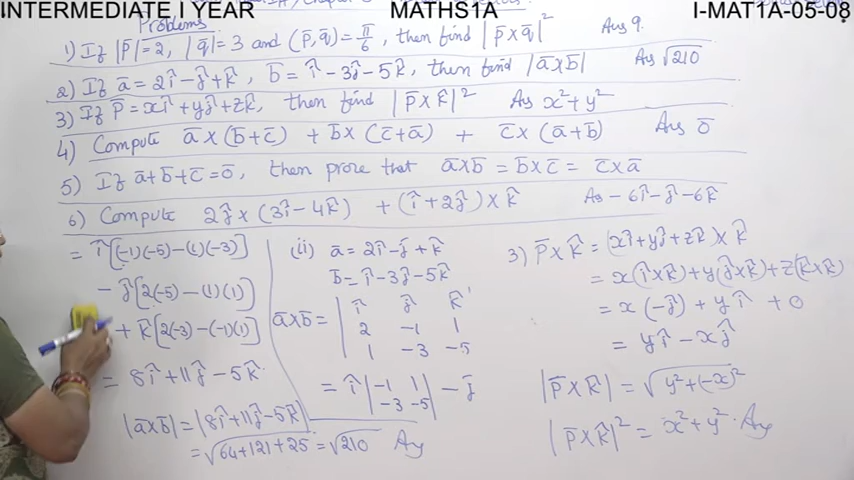 INTERMEDIATE I YEAR MATHS1A I-MAT1A-05-08
Problems
1) If |p̄|=2, |q̄|=3 and (p̄,q̄)=π/6, then find |p̄×q̄|² Ans 9.
2) If ā=2î-ĵ+k̂, b̄=î-3ĵ-5k̂, then find |ā×b̄| Ans √210
3) If P̄=xî+yĵ+zk̂, then find |P̄×k̂|² Ans x²+y²
4) Compute ā×(b̄+c̄) + b̄×(c̄+ā) + c̄×(ā+b̄) Ans ō
5) If ā+b̄+c̄=ō, then prove that ā×b̄=b̄×c̄=c̄×ā
6) Compute 2ĵ×(3î-4k̂) +(î+2ĵ)×k̂ As -6î-ĵ-6k̂
= î[(-1)(-5)-(1)(-3)]
- ĵ[2(-5)-(1)(1)]
+ k̂[2(-3)-(-1)(1)]
= 8î+11ĵ-5k̂
|ā×b̄|=|8î+11ĵ-5k̂|
=√64+121+25 =√210 Ans
(ii) ā=2î-ĵ+k̂
b̄=î-3ĵ-5k̂
ā×b̄= | î ĵ k̂ |
| 2 -1 1 |
| 1 -3 -5 |
= î |-1 1| - ĵ
|-3 -5|
3) P̄×k̂=(xî+yĵ+zk̂)×k̂
= x(î×k̂)+y(ĵ×k̂)+z(k̂×k̂)
= x(-ĵ)+yî+0
= yî-xĵ
|P̄×k̂|=√y²+(-x)²
|P̄×k̂|²= x²+y². Ans